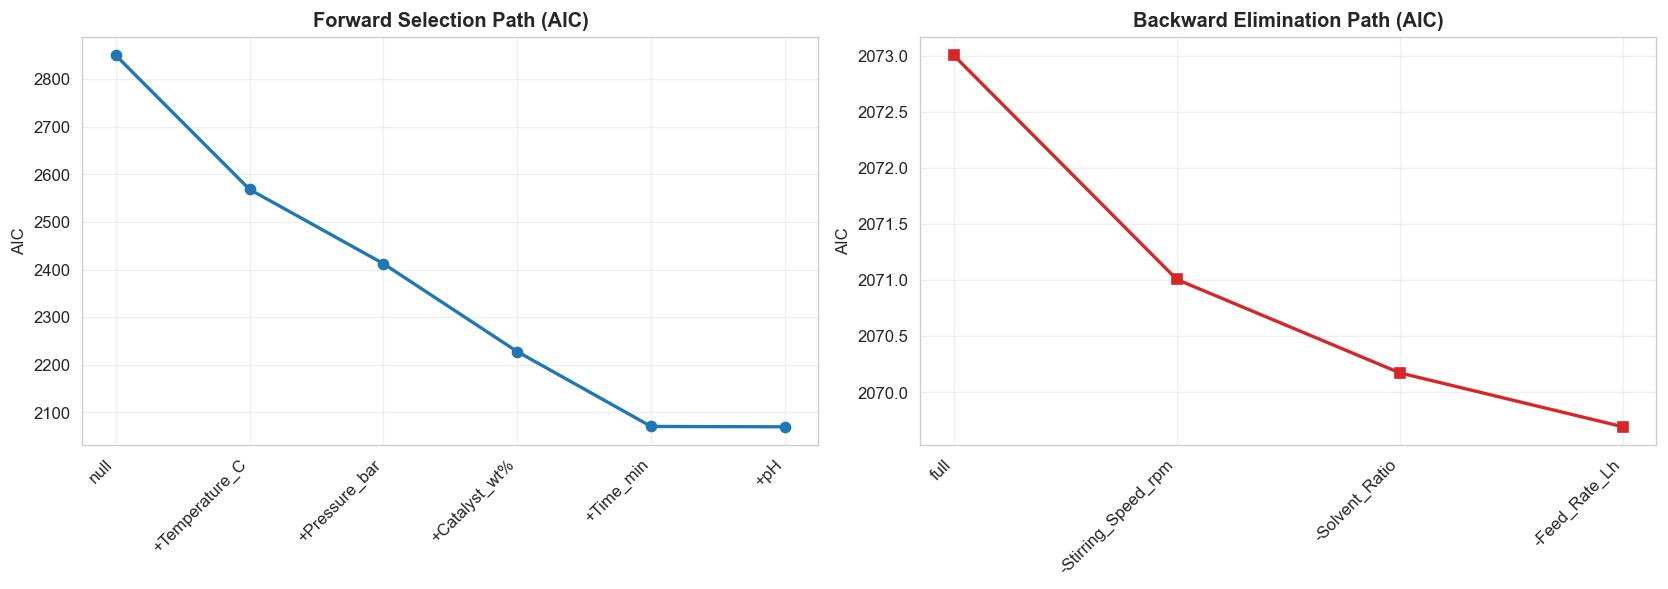 Forward Selection Path (AIC)
AIC
2800
2700
2600
2500
2400
2300
2200
2100
null
+Temperature_C
+Pressure_bar
+Catalyst_wt%
+Time_min
+pH
Backward Elimination Path (AIC)
AIC
2073.0
2072.5
2072.0
2071.5
2071.0
2070.5
2070.0
full
-Stirring_Speed_rpm
-Solvent_Ratio
-Feed_Rate_Lh